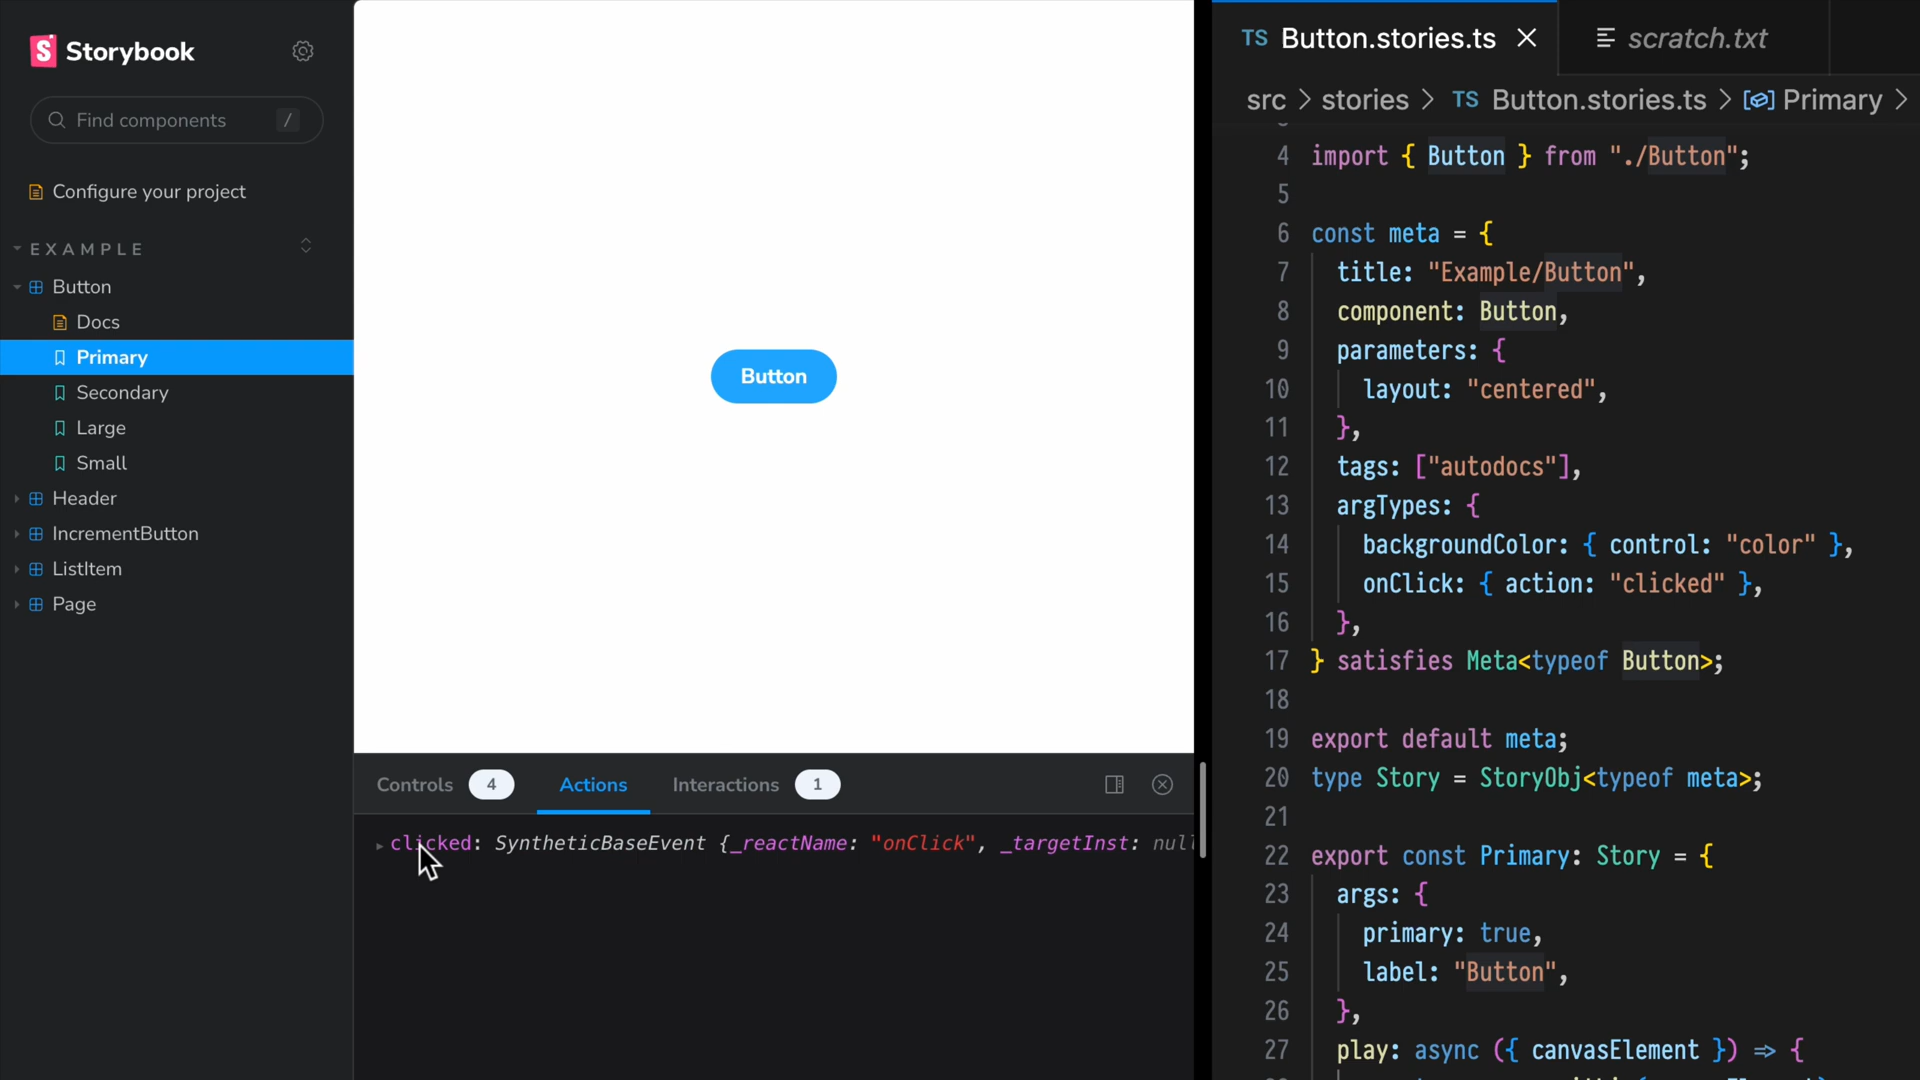 Storybook
Find components /
Configure your project
EXAMPLE
Button
Docs
Primary
Secondary
Large
Small
Header
IncrementButton
ListItem
Page
Button
Controls 4 Actions Interactions 1
clicked: SyntheticBaseEvent {_reactName: "onClick", _targetInst: null
TS Button.stories.ts scratch.txt
src > stories > TS Button.stories.ts > Primary >
4 import { Button } from "./Button";
5
6 const meta = {
7 title: "Example/Button",
8 component: Button,
9 parameters: {
10 layout: "centered",
11 },
12 tags: ["autodocs"],
13 argTypes: {
14 backgroundColor: { control: "color" },
15 onClick: { action: "clicked" },
16 },
17 } satisfies Meta<typeof Button>;
18
19 export default meta;
20 type Story = StoryObj<typeof meta>;
21
22 export const Primary: Story = {
23 args: {
24 primary: true,
25 label: "Button",
26 },
27 play: async ({ canvasElement }) => {